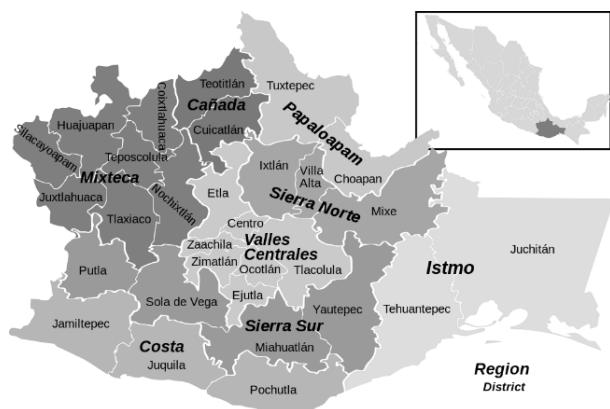 Teotitlán
Tuxtepec
Coixtlahuaca
Cañada
Huajuapan
Papaloapam
Cuicatlán
Silacayoapam
Teposcolula
Ixtlán
Villa
Alta
Choapan
Mixteca
Etla
Juxtlahuaca
Nochixtlán
Sierra Norte
Mixe
Tlaxiaco
Centro
Zaachila
Valles
Centrales
Zimatlán
Ocotlán
Tlacolula
Juchitán
Istmo
Putla
Ejutla
Sola de Vega
Yautepec
Tehuantepec
Jamiltepec
Sierra Sur
Costa
Miahuatlán
Juquila
Pochutla
Region
District